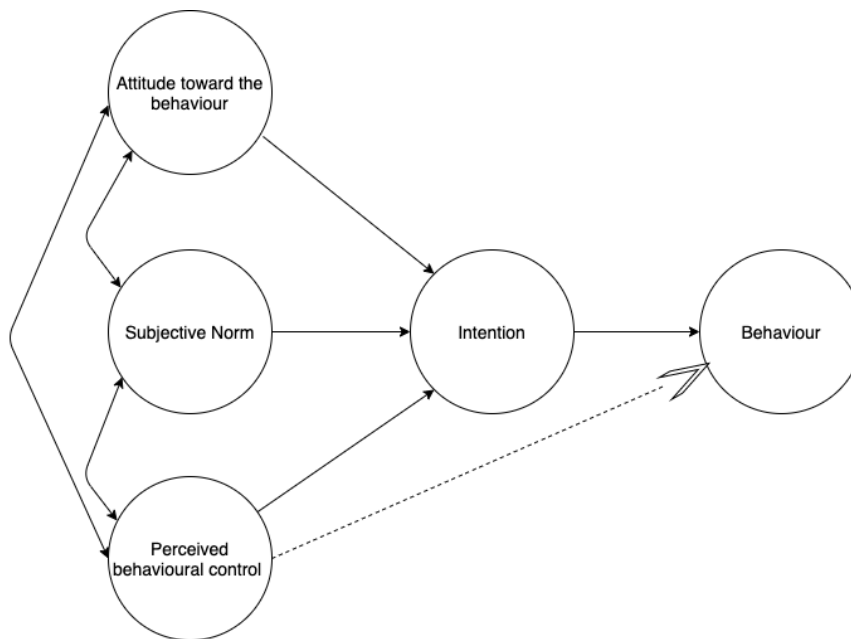 Attitude toward the
behaviour
Subjective Norm
Intention
Behaviour
Perceived
behavioural control